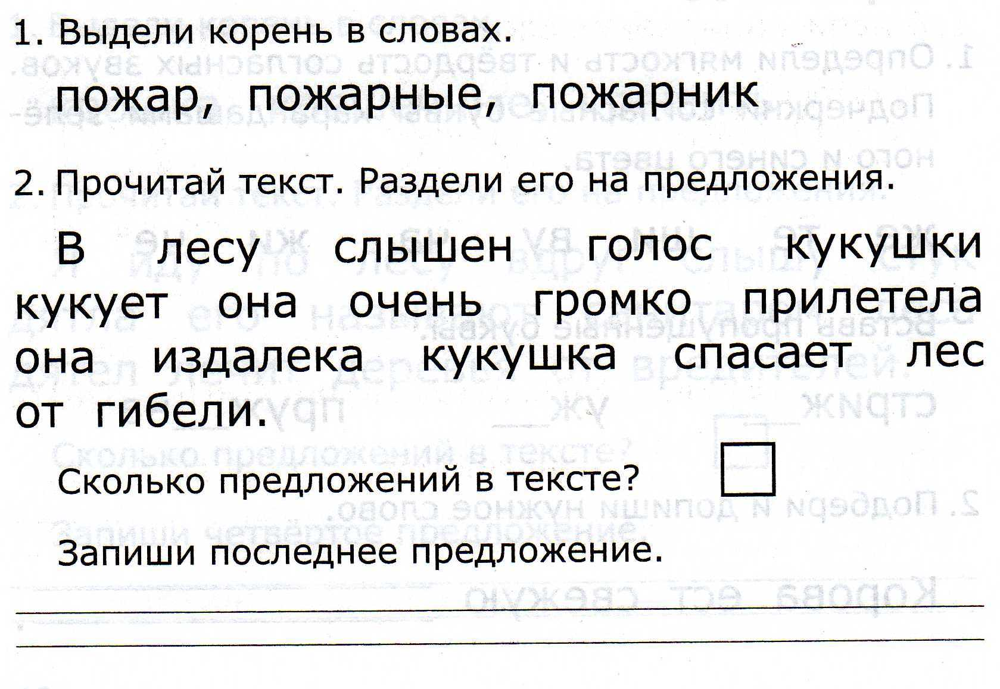 1. Выдели корень в словах.
пожар, пожарные, пожарник
2. Прочитай текст. Раздели его на предложения.
В лесу слышен голос кукушки
кукует она очень громко прилетела
она издалека кукушка спасает лес
от гибели.
Сколько предложений в тексте?
Запиши последнее предложение.